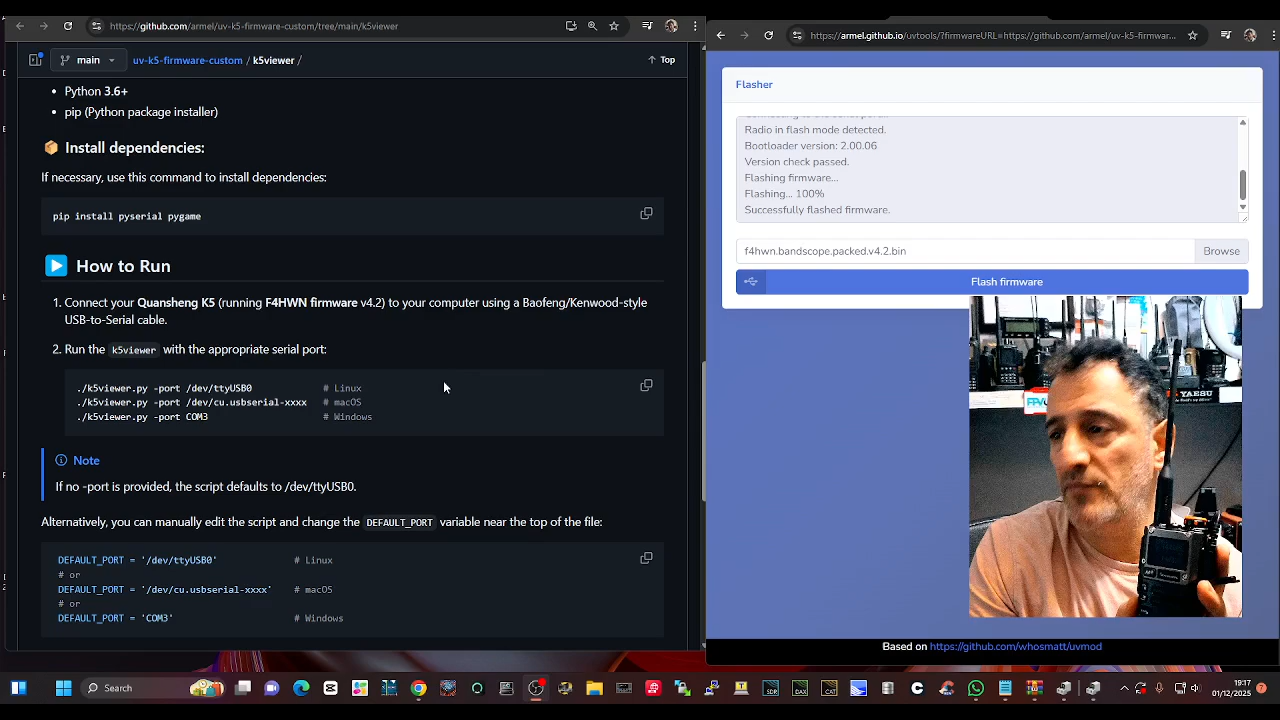 https://github.com/armel/uv-k5-firmware-custom/tree/main/k5viewer
main
uv-k5-firmware-custom / k5viewer /
Top
Python 3.6+
pip (Python package installer)
Install dependencies:
If necessary, use this command to install dependencies:
pip install pyserial pygame
How to Run
1. Connect your Quansheng K5 (running F4HWN firmware v4.2) to your computer using a Baofeng/Kenwood-style
USB-to-Serial cable.
2. Run the k5viewer with the appropriate serial port:
./k5viewer.py -port /dev/ttyUSB0 # Linux
./k5viewer.py -port /dev/cu.usbserial-xxxx # macOS
./k5viewer.py -port COM3 # Windows
Note
If no -port is provided, the script defaults to /dev/ttyUSB0.
Alternatively, you can manually edit the script and change the DEFAULT_PORT variable near the top of the file:
DEFAULT_PORT = '/dev/ttyUSB0' # Linux
# or
DEFAULT_PORT = '/dev/cu.usbserial-xxxx' # macOS
# or
DEFAULT_PORT = 'COM3' # Windows
https://armel.github.io/uvtools/?firmwareURL=https://github.com/armel/uv-k5-firmwar...
Flasher
Radio in flash mode detected.
Bootloader version: 2.00.06
Version check passed.
Flashing firmware...
Flashing... 100%
Successfully flashed firmware.
f4hwn.bandscope.packed.v4.2.bin
Browse
Flash firmware
YAESU
Based on https://github.com/whosmatt/uvmod
Search
SDR
DAX
CAT
19:17
01/12/2025